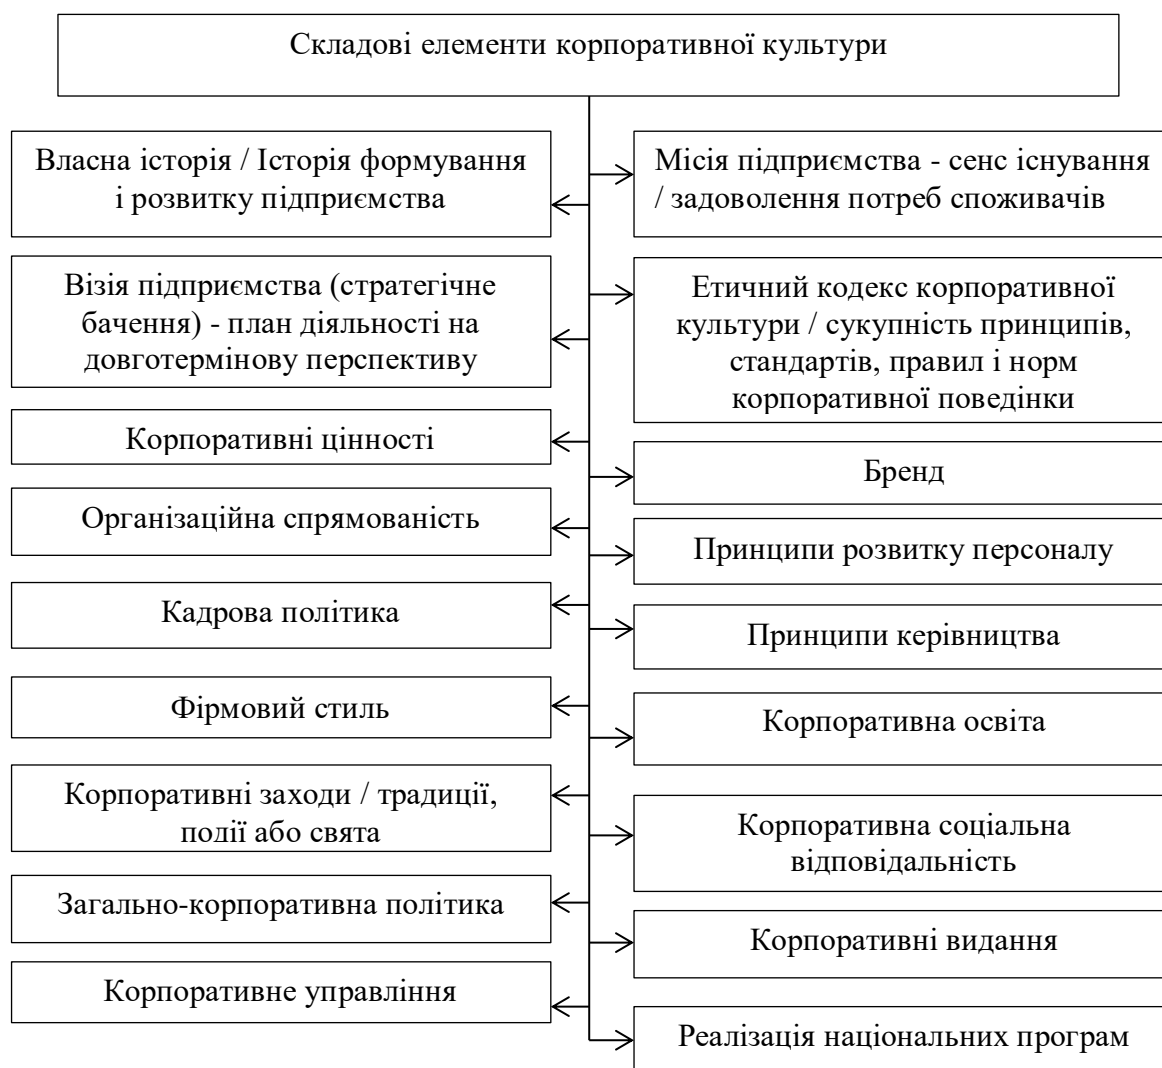 Складові елементи корпоративної культури
Власна історія / Історія формування
і розвитку підприємства
Місія підприємства - сенс існування
/ задоволення потреб споживачів
Візія підприємства (стратегічне
бачення) - план діяльності на
довготермінову перспективу
Етичний кодекс корпоративної
культури / сукупність принципів,
стандартів, правил і норм
корпоративної поведінки
Корпоративні цінності
Бренд
Організаційна спрямованість
Принципи розвитку персоналу
Кадрова політика
Принципи керівництва
Фірмовий стиль
Корпоративна освіта
Корпоративні заходи / традиції,
події або свята
Корпоративна соціальна
відповідальність
Загально-корпоративна політика
Корпоративні видання
Корпоративне управління
Реалізація національних програм